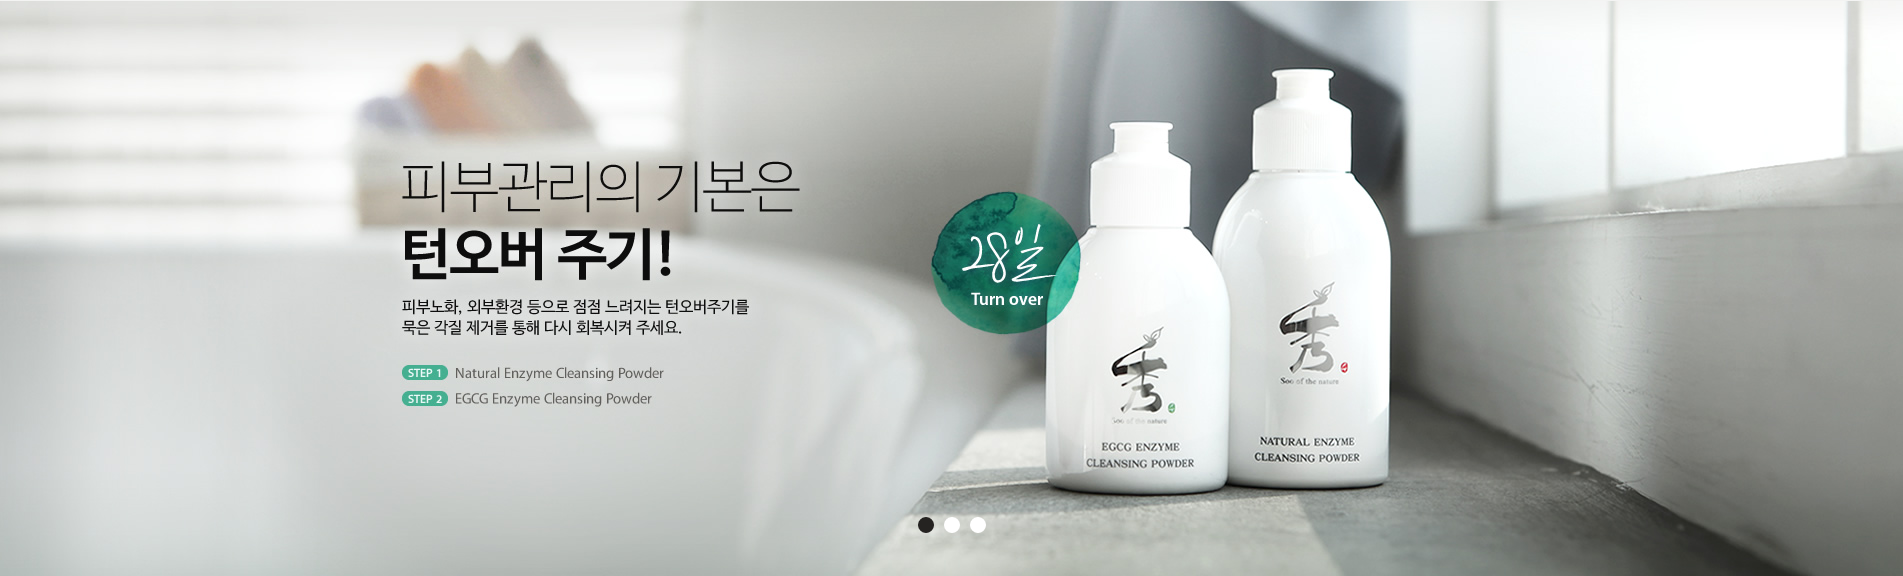 피부관리의 기본은
턴오버 주기!
피부노화, 외부환경 등으로 점점 느려지는 턴오버주기를
묵은 각질 제거를 통해 다시 회복시켜 주세요.
STEP 1 Natural Enzyme Cleansing Powder
STEP 2 EGCG Enzyme Cleansing Powder
28일
Turn over
秀
Soo of the nature
EGCG ENZYME
CLEANSING POWDER
秀
Soo of the nature
NATURAL ENZYME
CLEANSING POWDER